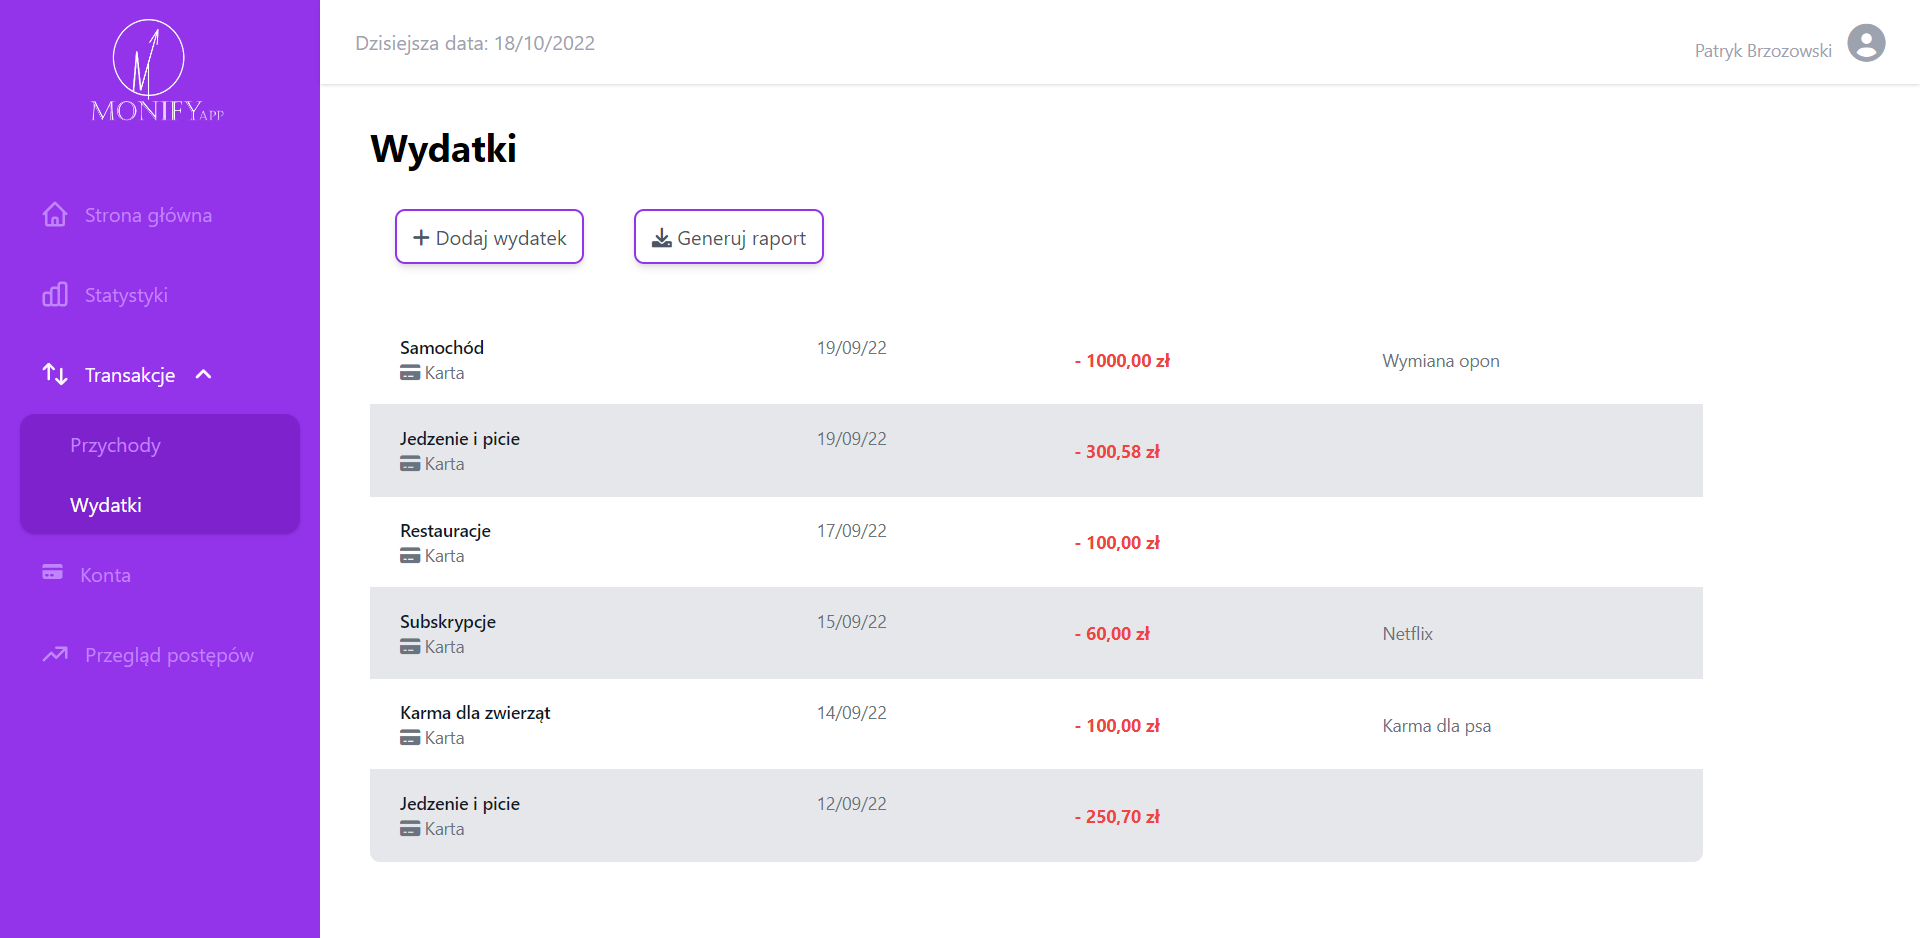 MONIFY APP
Dzisiejsza data: 18/10/2022
Patryk Brzozowski
Strona główna
Statystyki
Transakcje
Przychody
Wydatki
Konta
Przegląd postępów
Wydatki
Dodaj wydatek
Generuj raport
Samochód 19/09/22 - 1000,00 zł Wymiana opon
Karta
Jedzenie i picie 19/09/22 - 300,58 zł
Karta
Restauracje 17/09/22 - 100,00 zł
Karta
Subskrypcje 15/09/22 - 60,00 zł Netflix
Karta
Karma dla zwierząt 14/09/22 - 100,00 zł Karma dla psa
Karta
Jedzenie i picie 12/09/22 - 250,70 zł
Karta